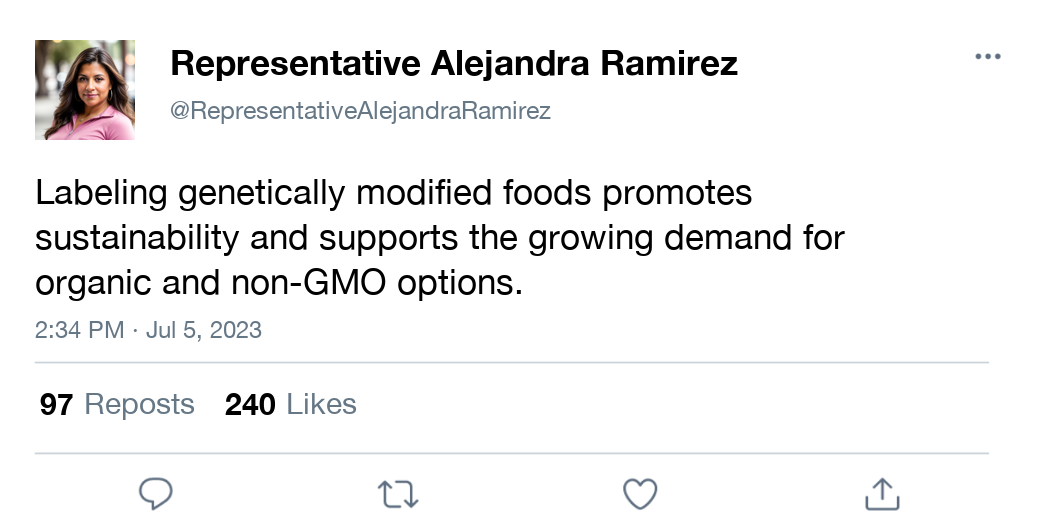 Representative Alejandra Ramirez
@RepresentativeAlejandraRamirez
Labeling genetically modified foods promotes
sustainability and supports the growing demand for
organic and non-GMO options.
2:34 PM · Jul 5, 2023
97 Reposts 240 Likes